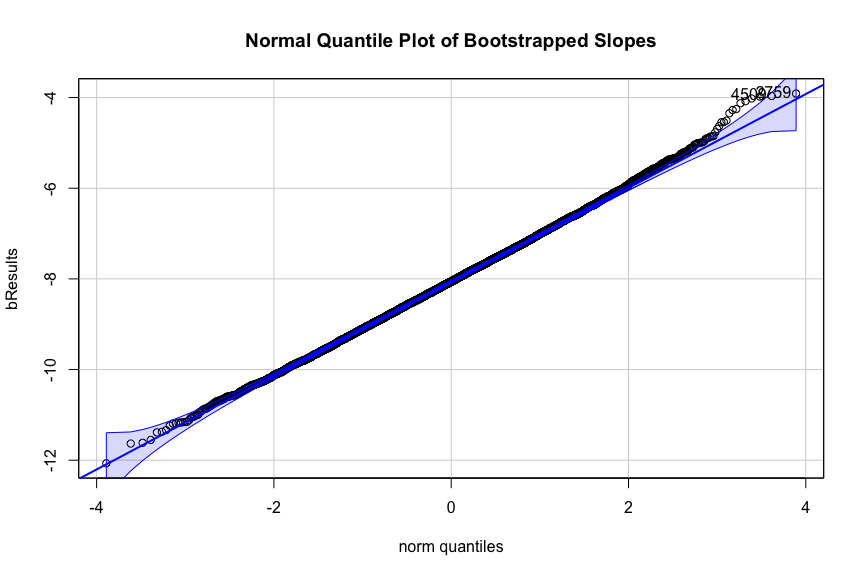 Normal Quantile Plot of Bootstrapped Slopes
bResults
-4
-6
-8
-10
-12
-4 -2 0 2 4
norm quantiles